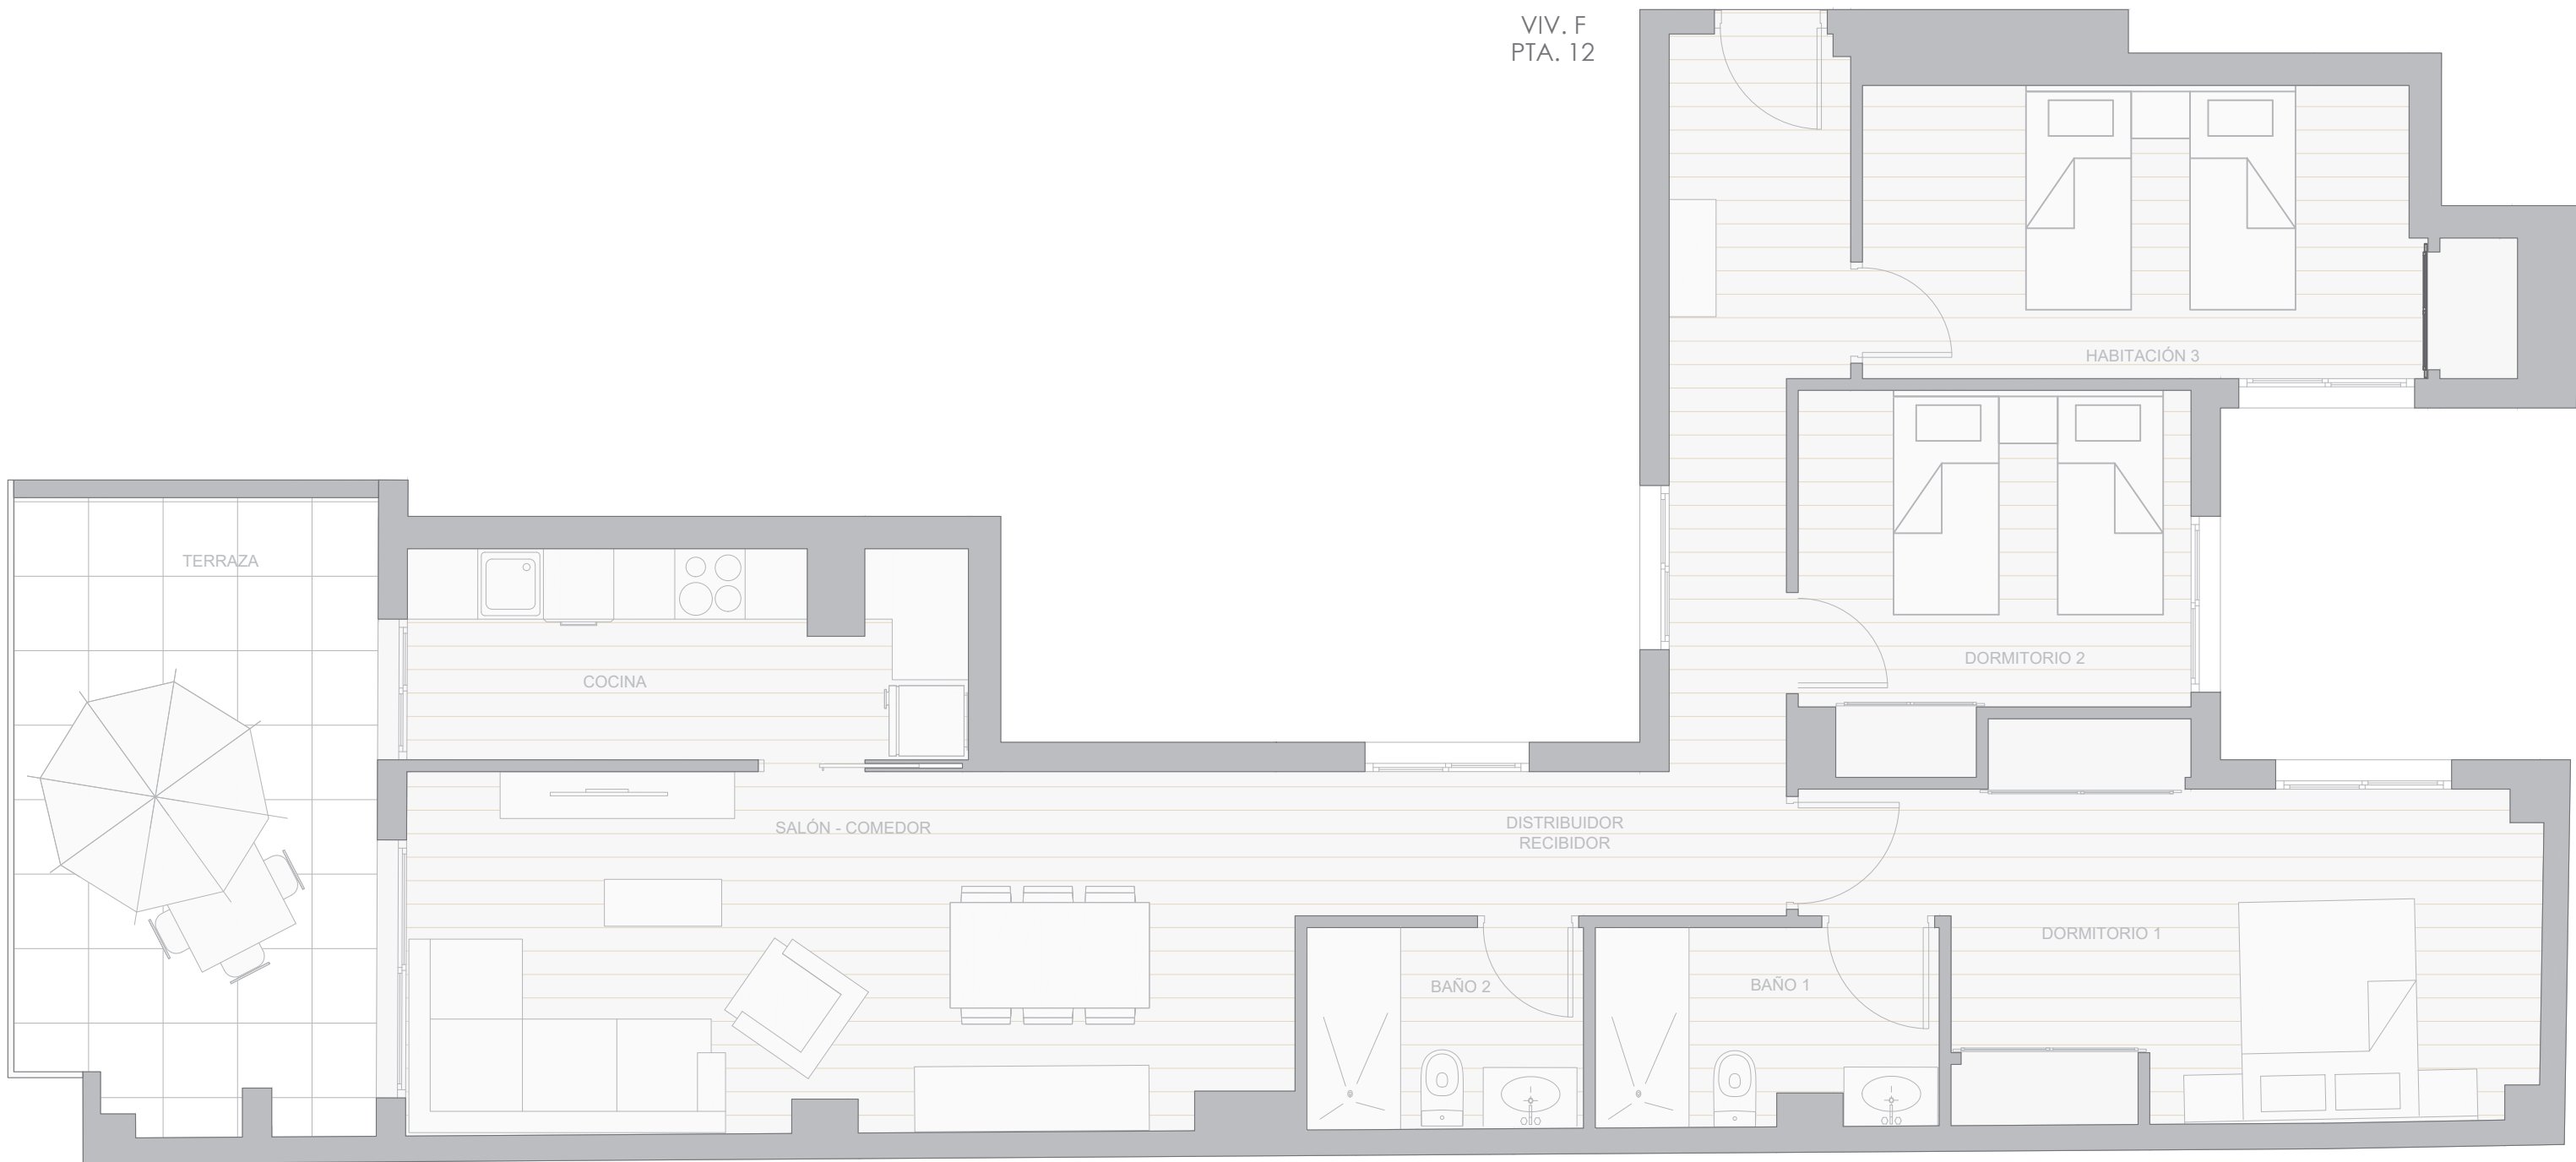 VIV. F
PTA. 12
HABITACIÓN 3
TERRAZA
COCINA
DORMITORIO 2
SALÓN - COMEDOR
DISTRIBUIDOR
RECIBIDOR
DORMITORIO 1
BAÑO 2
BAÑO 1